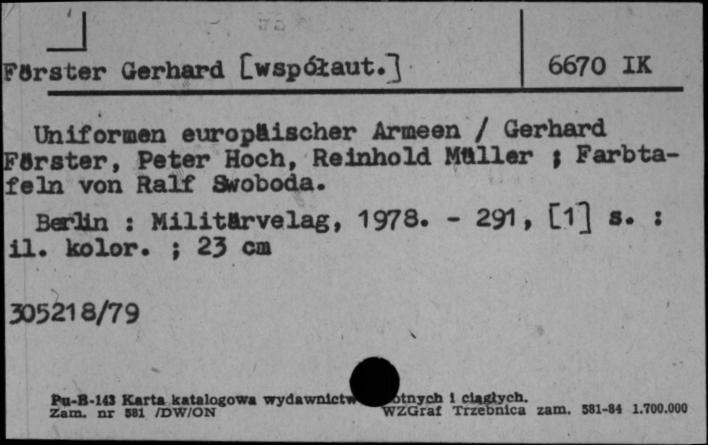 Förster Gerhard [współaut.]
6670 IK
Uniformen europäischer Armeen / Gerhard
Förster, Peter Hoch, Reinhold Müller ; Farbta-
feln von Ralf Swoboda.
Berlin : Militärvelag, 1978. - 291, [1] s. :
il. kolor. ; 23 cm
305218/79
Pu-B-143 Karta katalogowa wydawnictw otnych i ciągłych.
Zam. nr 581 /DW/ON WZGraf Trzebnica zam. 581-84 1.700.000